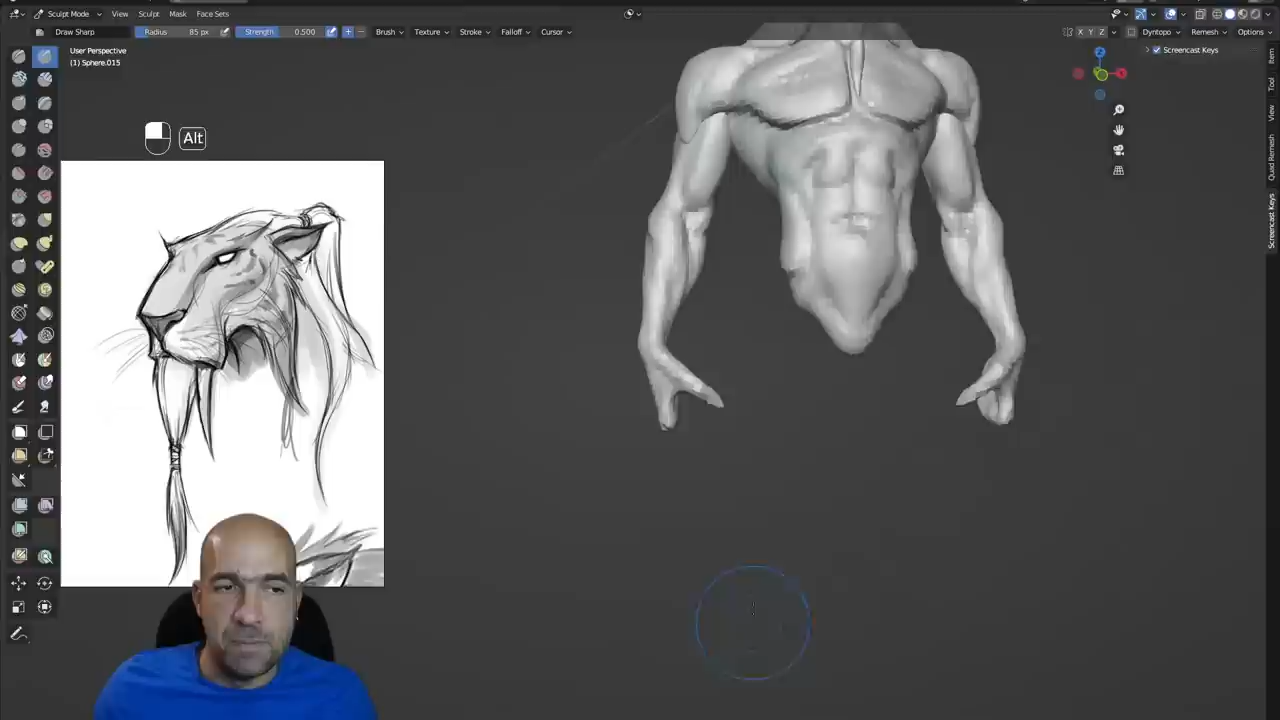 Sculpt Mode View Sculpt Mask Face Sets
Draw Sharp Radius 85 px Strength 0.500 Brush Texture Stroke Falloff Cursor X Y Z Dyntopo Remesh Options
User Perspective
(1) Sphere.015
Screencast Keys
Alt
Item
Tool
View
Quad Remesh
Screencast Keys